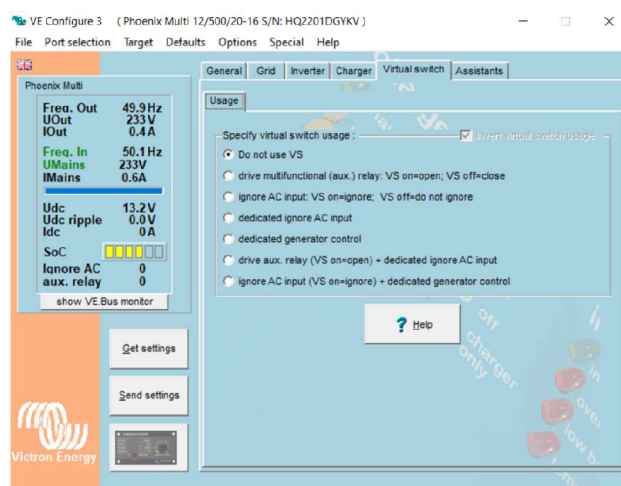 VE Configure 3 ( Phoenix Multi 12/500/20-16 S/N: HQ2201DGYKV )
File Port selection Target Defaults Options Special Help
General Grid Inverter Charger Virtual switch Assistants
Phoenix Multi
Freq. Out 49.9 Hz
UOut 233 V
IOut 0.4 A
Freq. In 50.1 Hz
UMains 233V
IMains 0.6A
Udc 13.2 V
Udc ripple 0.0 V
Idc 0 A
SoC
Ignore AC 0
aux. relay 0
show VE.Bus monitor
Get settings
Send settings
Victron Energy
Usage
Specify virtual switch usage :
Invert virtual switch usage
Do not use VS
drive multifunctional (aux.) relay: VS on=open; VS off=close
ignore AC input: VS on=ignore; VS off=do not ignore
dedicated ignore AC input
dedicated generator control
drive aux. relay (VS on=open) + dedicated ignore AC input
ignore AC input (VS on=ignore) + dedicated generator control
Help
off
charger
only